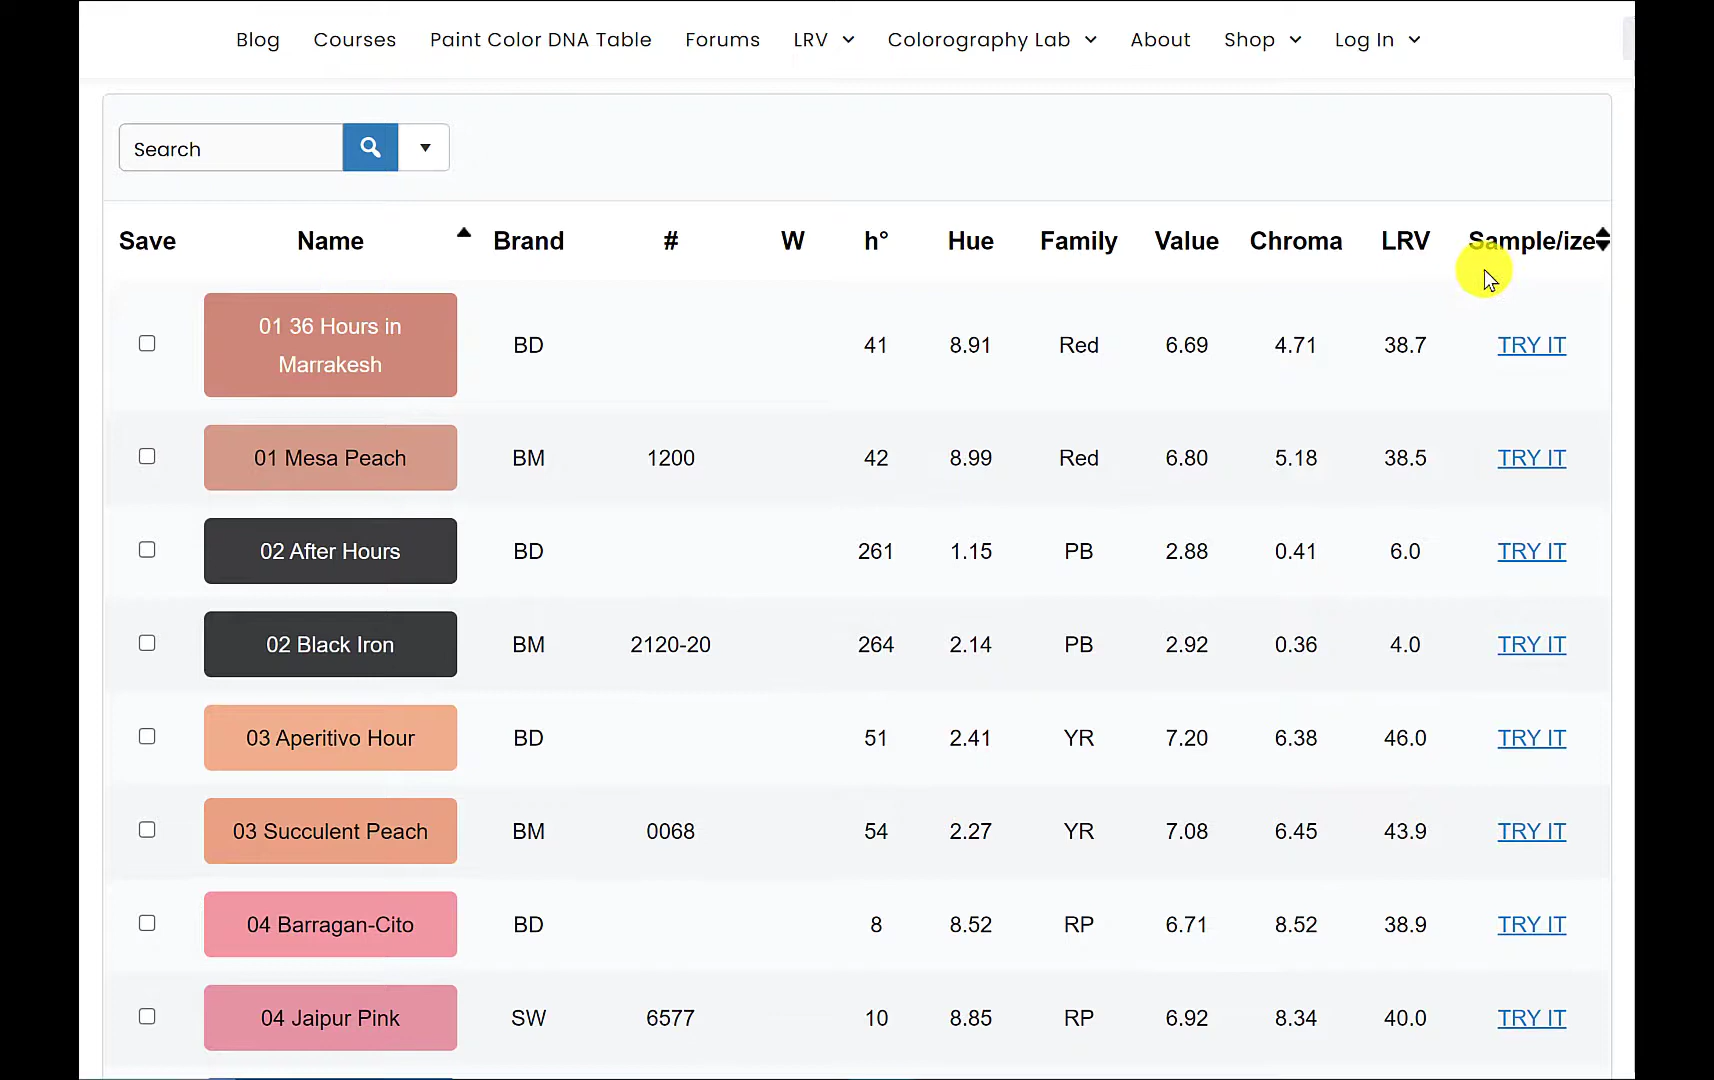 Blog Courses Paint Color DNA Table Forums LRV Colorography Lab About Shop Log In
Search
Save Name Brand # W h° Hue Family Value Chroma LRV Sample/ize
01 36 Hours in
Marrakesh
BD 41 8.91 Red 6.69 4.71 38.7 TRY IT
01 Mesa Peach BM 1200 42 8.99 Red 6.80 5.18 38.5 TRY IT
02 After Hours BD 261 1.15 PB 2.88 0.41 6.0 TRY IT
02 Black Iron BM 2120-20 264 2.14 PB 2.92 0.36 4.0 TRY IT
03 Aperitivo Hour BD 51 2.41 YR 7.20 6.38 46.0 TRY IT
03 Succulent Peach BM 0068 54 2.27 YR 7.08 6.45 43.9 TRY IT
04 Barragan-Cito BD 8 8.52 RP 6.71 8.52 38.9 TRY IT
04 Jaipur Pink SW 6577 10 8.85 RP 6.92 8.34 40.0 TRY IT